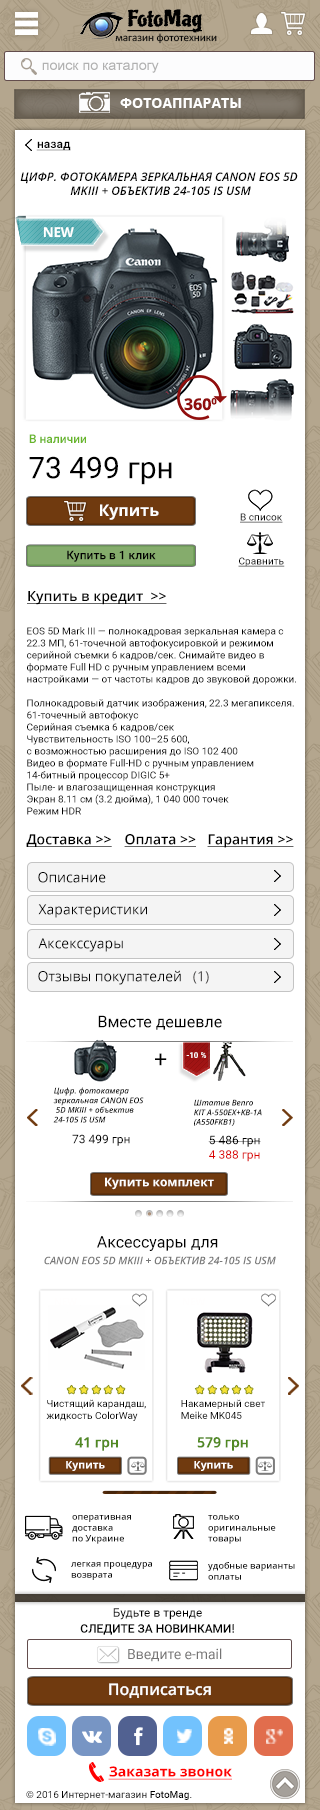 FotoMag
магазин фототехники
поиск по каталогу
ФОТОАППАРАТЫ
назад
ЦИФР. ФОТОКАМЕРА ЗЕРКАЛЬНАЯ CANON EOS 5D
MKIII + ОБЪЕКТИВ 24-105 IS USM
NEW
Canon
EOS
5D
CANON EF LENS
360°
В наличии
73 499 грн
Купить
В список
Купить в 1 клик
Сравнить
Купить в кредит >>
EOS 5D Mark III — полнокадровая зеркальная камера с
22.3 МП, 61-точечной автофокусировкой и режимом
серийной съемки 6 кадров/сек. Снимайте видео в
формате Full HD с ручным управлением всеми
настройками — от частоты кадров до звуковой дорожки.
Полнокадровый датчик изображения, 22.3 мегапикселя.
61-точечный автофокус
Серийная съемка 6 кадров/сек
Чувствительность ISO 100–25 600,
с возможностью расширения до ISO 102 400
Видео в формате Full-HD с ручным управлением
14-битный процессор DIGIC 5+
Пыле- и влагозащищенная конструкция
Экран 8.11 см (3.2 дюйма), 1 040 000 точек
Режим HDR
Доставка >> Оплата >> Гарантия >>
Описание
Характеристики
Аксекссуары
Отзывы покупателей (1)
Вместе дешевле
+
-10 %
Цифр. фотокамера
зеркальная CANON EOS
5D MKIII + объектив
24-105 IS USM
73 499 грн
Штатив Benro
KIT A-550EX+KB-1A
(A550FKB1)
5 486 грн
4 388 грн
Купить комплект
Аксессуары для
CANON EOS 5D MKIII + ОБЪЕКТИВ 24-105 IS USM
Чистящий карандаш,
жидкость ColorWay
41 грн
Купить
Накамерный свет
Meike MK045
579 грн
Купить
оперативная
доставка
по Украине
только
оригинальные
товары
легкая процедура
возврата
удобные варианты
оплаты
Будьте в тренде
СЛЕДИТЕ ЗА НОВИНКАМИ!
Введите e-mail
Подписаться
Заказать звонок
© 2016 Интернет-магазин FotoMag.